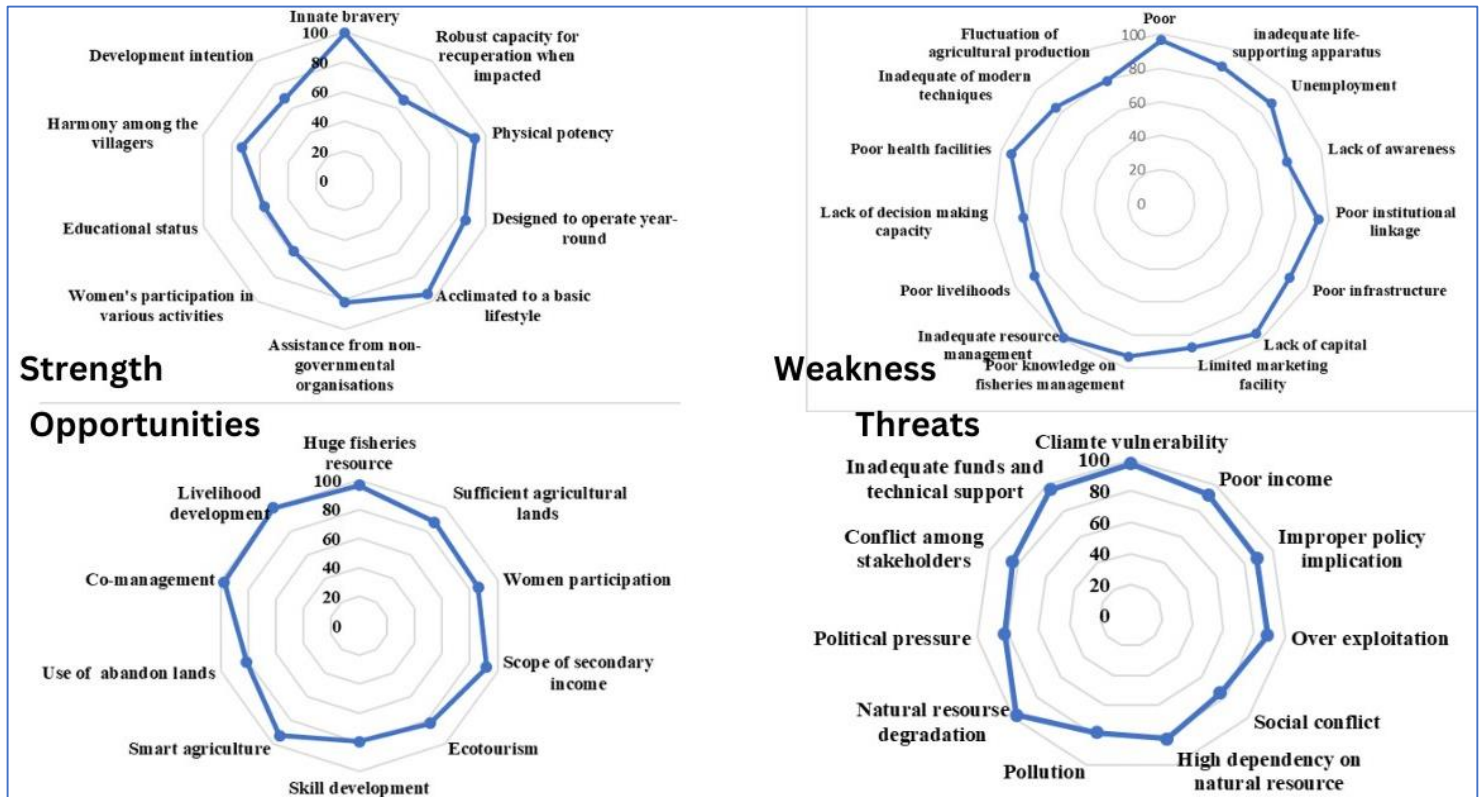 Innate bravery
Robust capacity for
recuperation when
impacted
Physical potency
Designed to operate year-
round
Acclimated to a basic
lifestyle
Assistance from non-
governmental
organisations
Women's participation in
various activities
Educational status
Harmony among the
villagers
Development intention
100
80
60
40
20
0
Strength
Poor
inadequate life-
supporting apparatus
Unemployment
Lack of awareness
Poor institutional
linkage
Poor infrastructure
Lack of capital
Limited marketing
facility
Poor knowledge on
fisheries management
Inadequate resource
management
Poor livelihoods
Lack of decision making
capacity
Poor health facilities
Inadequate of modern
techniques
Fluctuation of
agricultural production
100
80
60
40
20
0
Weakness
Opportunities
Huge fisheries
resource
Sufficient agricultural
lands
Women participation
Scope of secondary
income
Ecotourism
Skill development
Smart agriculture
Use of abandon lands
Co-management
Livelihood
development
100
80
60
40
20
0
Threats
Cliamte vulnerability
Poor income
Improper policy
implication
Over exploitation
Social conflict
High dependency on
natural resource
Pollution
Natural resourse
degradation
Political pressure
Conflict among
stakeholders
Inadequate funds and
technical support
100
80
60
40
20
0